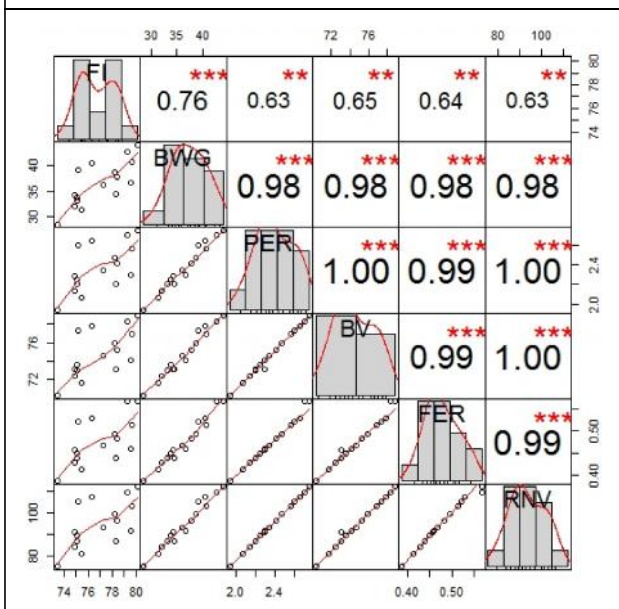 30 35 40 72 76 80 100
FI *** ** ** ** **
0.76 0.63 0.65 0.64 0.63
74 76 78 80
30 35 40
BWG *** *** *** ***
0.98 0.98 0.98 0.98
PER *** *** ***
1.00 0.99 1.00
2.0 2.4
72 76
BV *** ***
0.99 1.00
FER ***
0.99
0.40 0.50
80 100
RNV
74 76 78 80 2.0 2.4 0.40 0.50